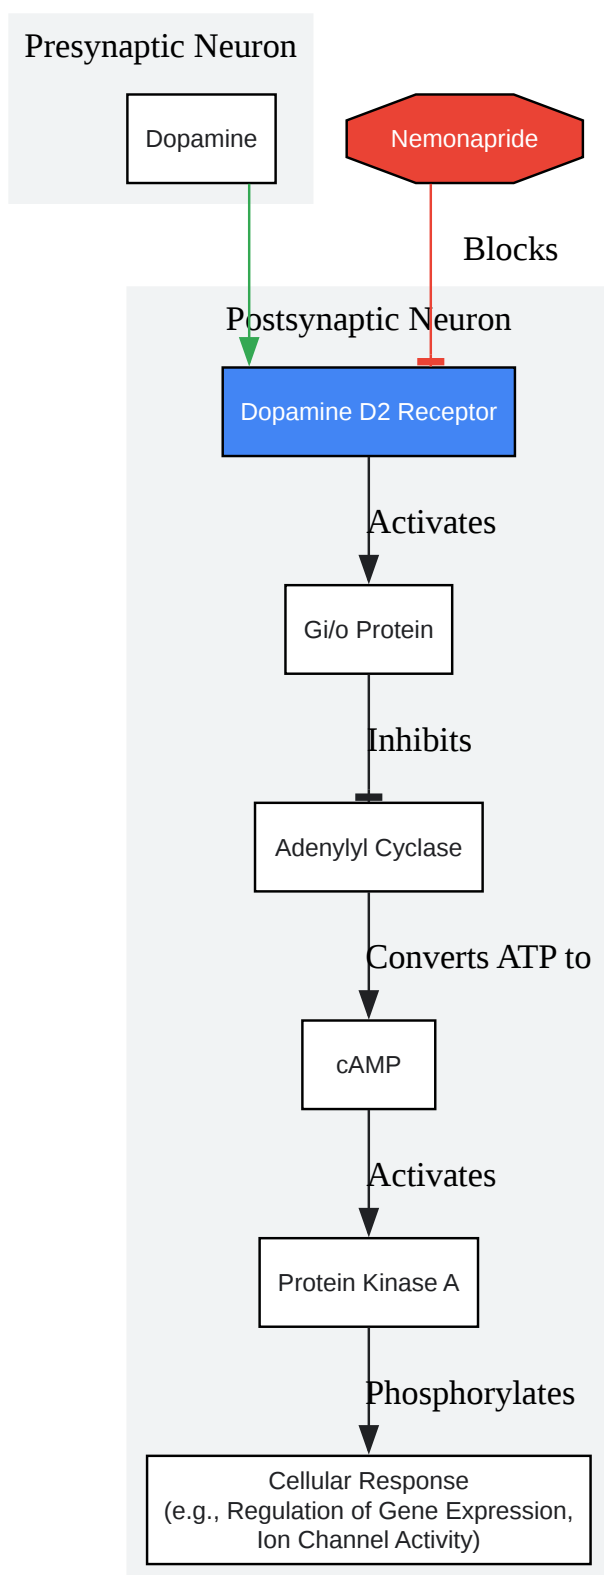 Presynaptic Neuron
Dopamine
Nemonapride
Blocks
Postsynaptic Neuron
Dopamine D2 Receptor
Activates
Gi/o Protein
Inhibits
Adenylyl Cyclase
Converts ATP to
cAMP
Activates
Protein Kinase A
Phosphorylates
Cellular Response
(e.g., Regulation of Gene Expression,
Ion Channel Activity)